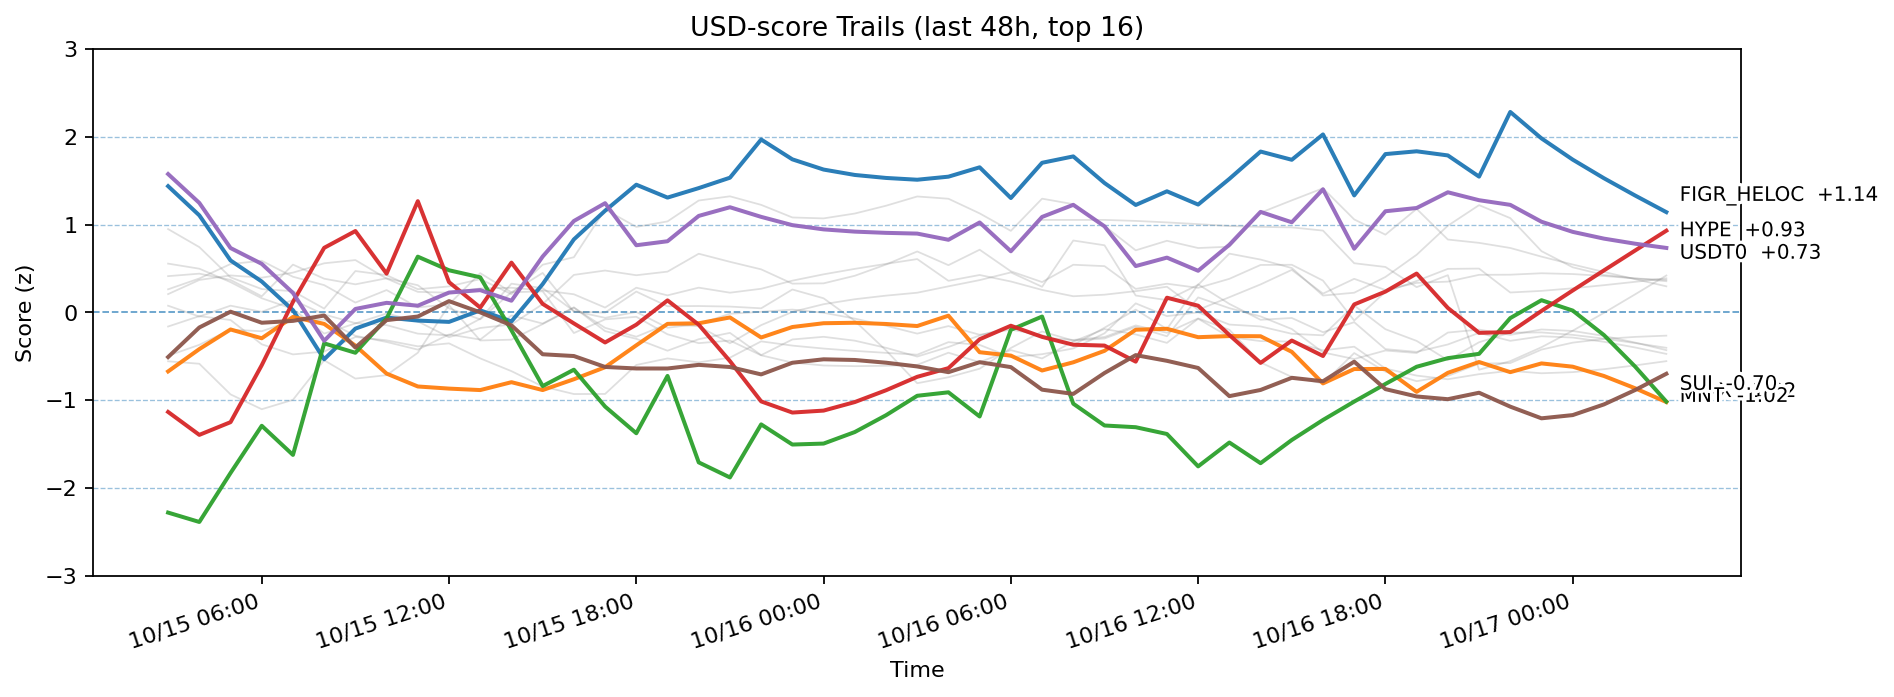 USD-score Trails (last 48h, top 16)
Score (z)
3
2
1
0
−1
−2
−3
FIGR_HELOC +1.14
HYPE +0.93
USDT0 +0.73
SUI -0.70
MNT -1.02
10/15 06:00
10/15 12:00
10/15 18:00
10/16 00:00
10/16 06:00
10/16 12:00
10/16 18:00
10/17 00:00
Time